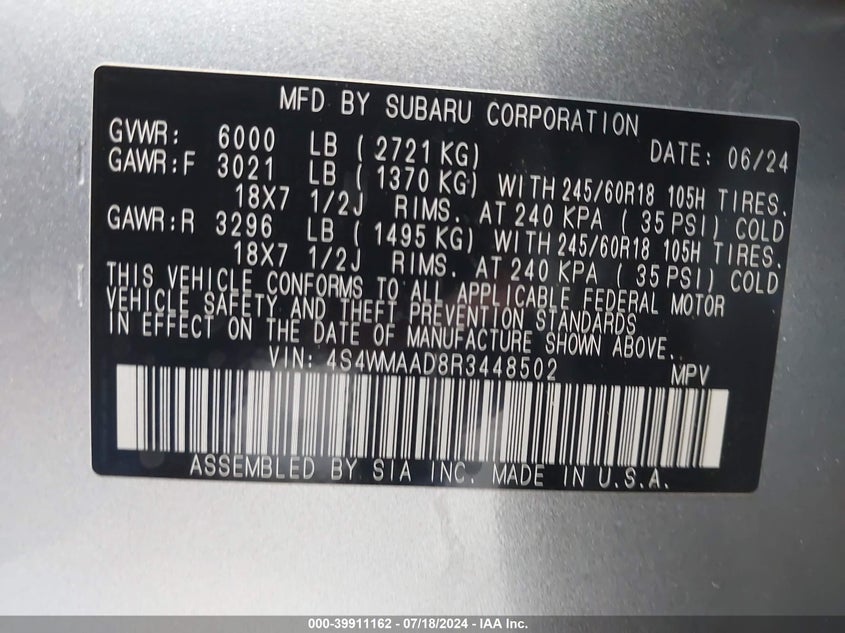 MFD BY SUBARU CORPORATION
GVWR: 6000 LB ( 2721 KG) DATE: 06/24
GAWR:F 3021 LB ( 1370 KG) WITH 245/60R18 105H TIRES.
18X7 1/2J RIMS. AT 240 KPA ( 35 PSI) COLD
GAWR:R 3296 LB ( 1495 KG) WITH 245/60R18 105H TIRES.
18X7 1/2J RIMS. AT 240 KPA ( 35 PSI) COLD
THIS VEHICLE CONFORMS TO ALL APPLICABLE FEDERAL MOTOR
VEHICLE SAFETY AND THEFT PREVENTION STANDARDS
IN EFFECT ON THE DATE OF MANUFACTURE SHOWN ABOVE.
VIN: 4S4WMAAD8R3448502 MPV
ASSEMBLED BY SIA INC. MADE IN U.S.A.
000-39911162 - 07/18/2024 - IAA Inc.